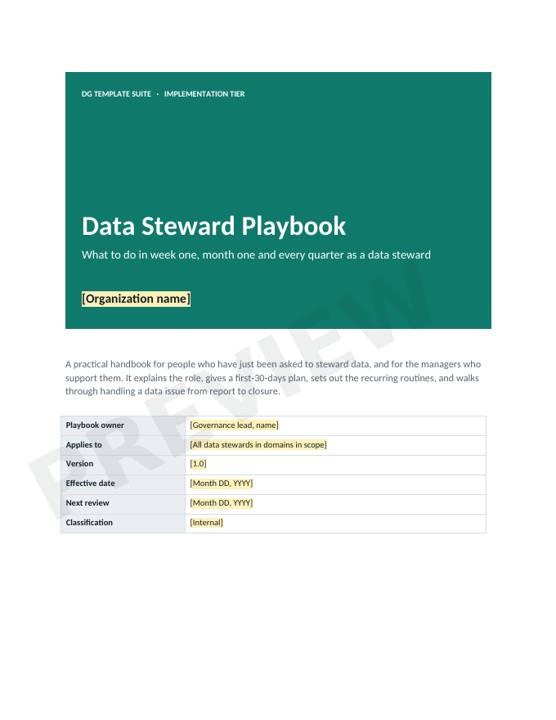 DG TEMPLATE SUITE · IMPLEMENTATION TIER
Data Steward Playbook
What to do in week one, month one and every quarter as a data steward
[Organization name]
A practical handbook for people who have just been asked to steward data, and for the managers who
support them. It explains the role, gives a first-30-days plan, sets out the recurring routines, and walks
through handling a data issue from report to closure.
Playbook owner [Governance lead, name]
Applies to [All data stewards in domains in scope]
Version [1.0]
Effective date [Month DD, YYYY]
Next review [Month DD, YYYY]
Classification [Internal]
PREVIEW